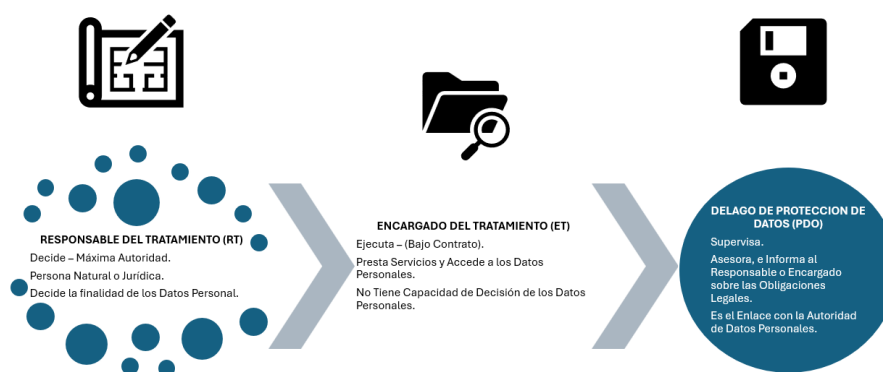 RESPONSABLE DEL TRATAMIENTO (RT)
Decide – Máxima Autoridad.
Persona Natural o Jurídica.
Decide la finalidad de los Datos Personal.
ENCARGADO DEL TRATAMIENTO (ET)
Ejecuta – (Bajo Contrato).
Presta Servicios y Accede a los Datos
Personales.
No Tiene Capacidad de Decisión de los Datos
Personales.
DELAGO DE PROTECCION DE
DATOS (PDO)
Supervisa.
Asesora, e Informa al
Responsable o Encargado
sobre las Obligaciones
Legales.
Es el Enlace con la Autoridad
de Datos Personales.